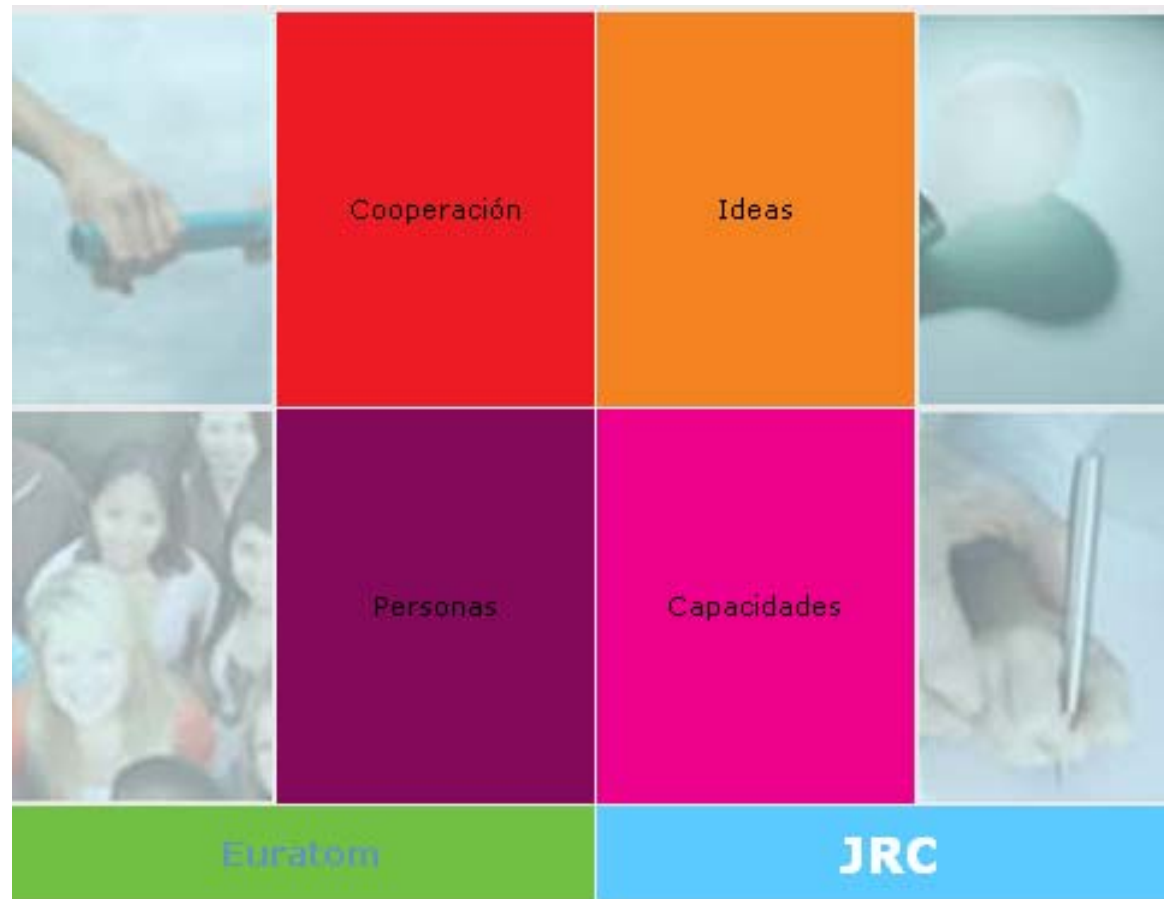 Cooperación
Ideas
Personas
Capacidades
Euratom
JRC